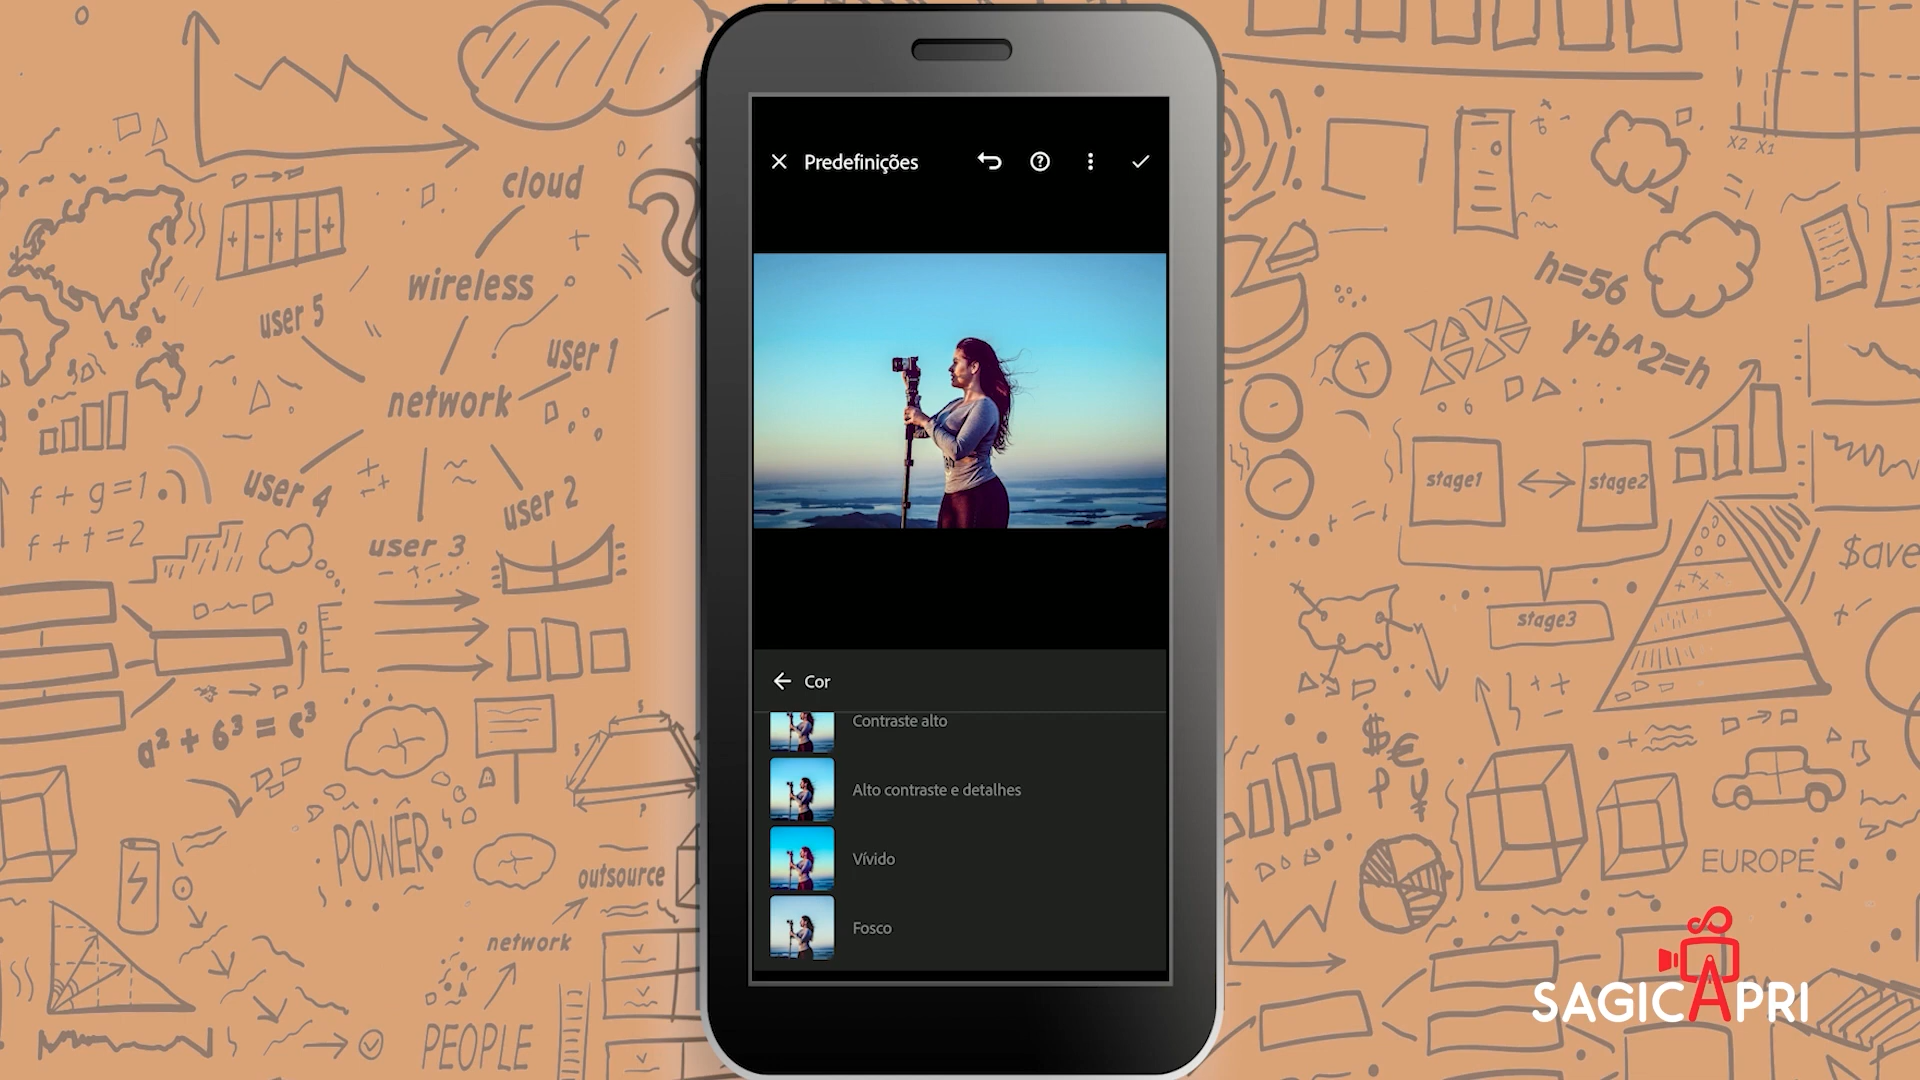 Predefinições
Cor
Contraste alto
Alto contraste e detalhes
Vívido
Fosco
cloud
wireless
user 5
user 1
network
user 4
user 2
user 3
f + g = 1
f + t = 2
a² + 6³ = c³
POWER
outsource
network
PEOPLE
X2 X1
h=56
y-b^2=h
stage1
stage2
stage3
$ave
$ €
EUROPE
SAGICAPRI